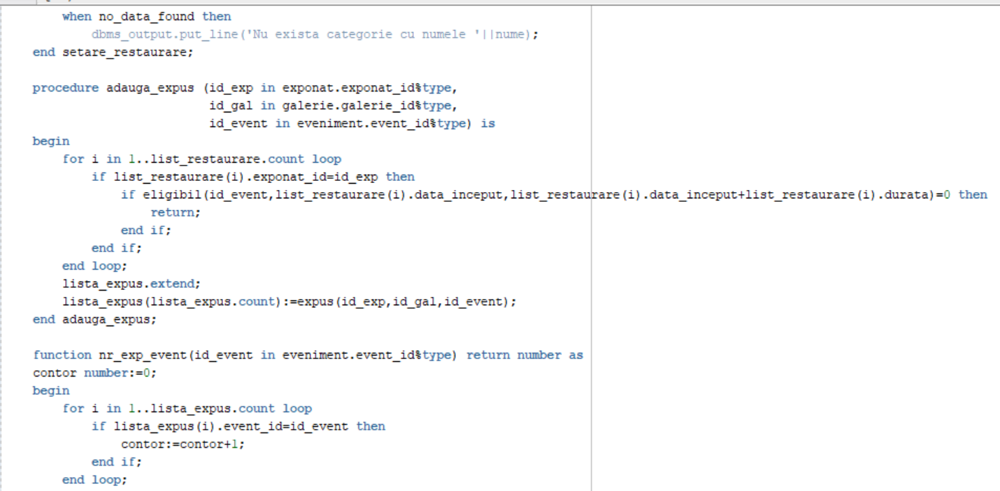 when no_data_found then
dbms_output.put_line('Nu exista categorie cu numele '||nume);
end setare_restaurare;
procedure adauga_expus (id_exp in exponat.exponat_id%type,
id_gal in galerie.galerie_id%type,
id_event in eveniment.event_id%type) is
begin
for i in 1..list_restaurare.count loop
if list_restaurare(i).exponat_id=id_exp then
if eligibil(id_event,list_restaurare(i).data_inceput,list_restaurare(i).data_inceput+list_restaurare(i).durata)=0 then
return;
end if;
end if;
end loop;
lista_expus.extend;
lista_expus(lista_expus.count):=expus(id_exp,id_gal,id_event);
end adauga_expus;
function nr_exp_event(id_event in eveniment.event_id%type) return number as
contor number:=0;
begin
for i in 1..lista_expus.count loop
if lista_expus(i).event_id=id_event then
contor:=contor+1;
end if;
end loop;